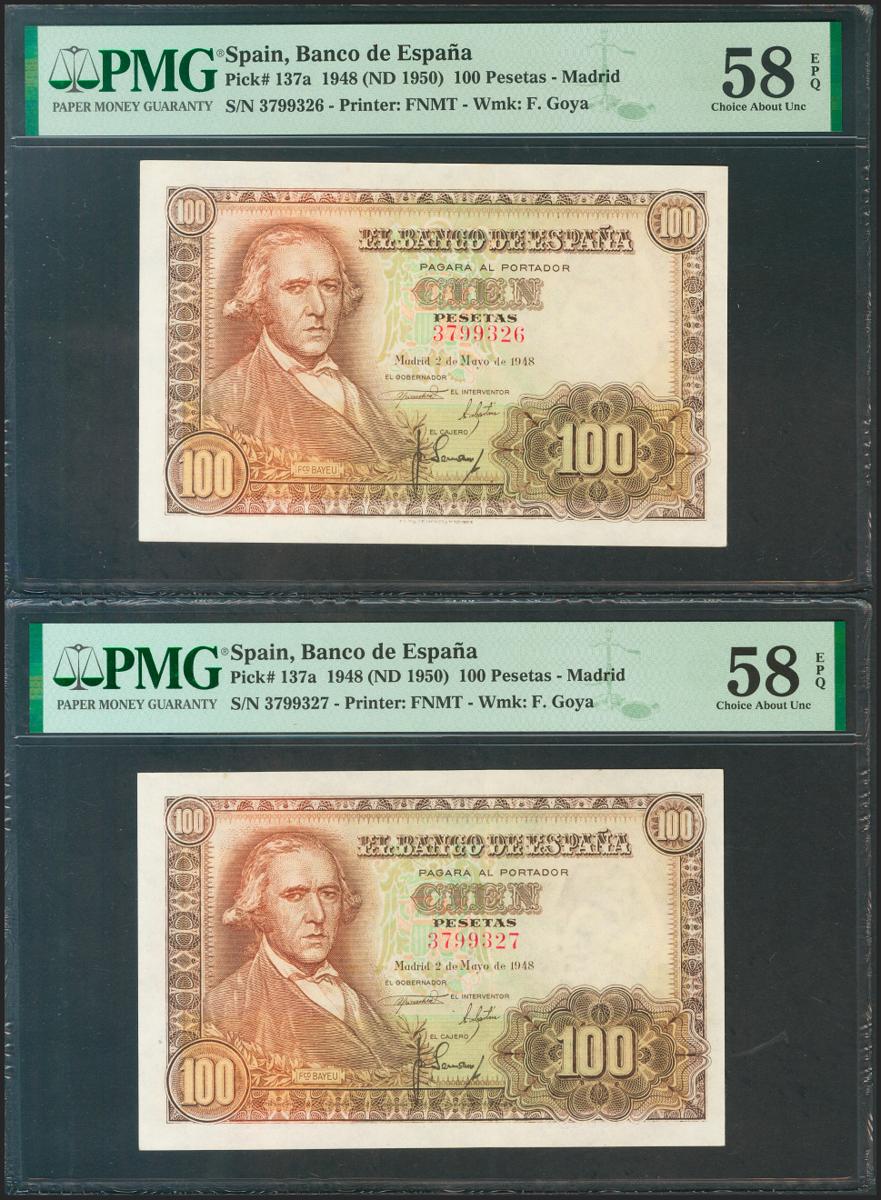 PMG®
PAPER MONEY GUARANTY
Spain, Banco de España
Pick# 137a 1948 (ND 1950) 100 Pesetas - Madrid
S/N 3799326 - Printer: FNMT - Wmk: F. Goya
58 EPQ
Choice About Unc
100
100
EL BANCO DE ESPAÑA
PAGARA AL PORTADOR
CIEN
PESETAS
3799326
Madrid 2 de Mayo de 1948
EL GOBERNADOR
EL INTERVENTOR
EL CAJERO
100
FCO BAYEU
100
PMG®
PAPER MONEY GUARANTY
Spain, Banco de España
Pick# 137a 1948 (ND 1950) 100 Pesetas - Madrid
S/N 3799327 - Printer: FNMT - Wmk: F. Goya
58 EPQ
Choice About Unc
100
100
EL BANCO DE ESPAÑA
PAGARA AL PORTADOR
CIEN
PESETAS
3799327
Madrid 2 de Mayo de 1948
EL GOBERNADOR
EL INTERVENTOR
EL CAJERO
100
FCO BAYEU
100